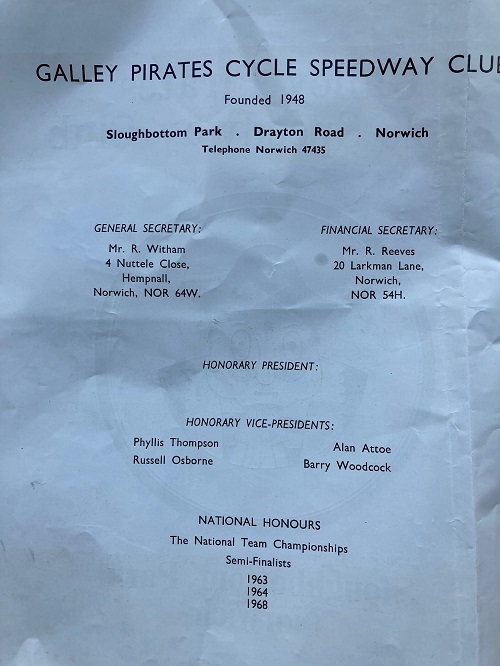 GALLEY PIRATES CYCLE SPEEDWAY CLUB
Founded 1948
Sloughbottom Park . Drayton Road . Norwich
Telephone Norwich 47435
GENERAL SECRETARY:
Mr. R. Witham
4 Nuttele Close,
Hempnall,
Norwich, NOR 64W.
FINANCIAL SECRETARY:
Mr. R. Reeves
20 Larkman Lane,
Norwich,
NOR 54H.
HONORARY PRESIDENT:
HONORARY VICE-PRESIDENTS:
Phyllis Thompson
Russell Osborne
Alan Attoe
Barry Woodcock
NATIONAL HONOURS
The National Team Championships
Semi-Finalists
1963
1964
1968